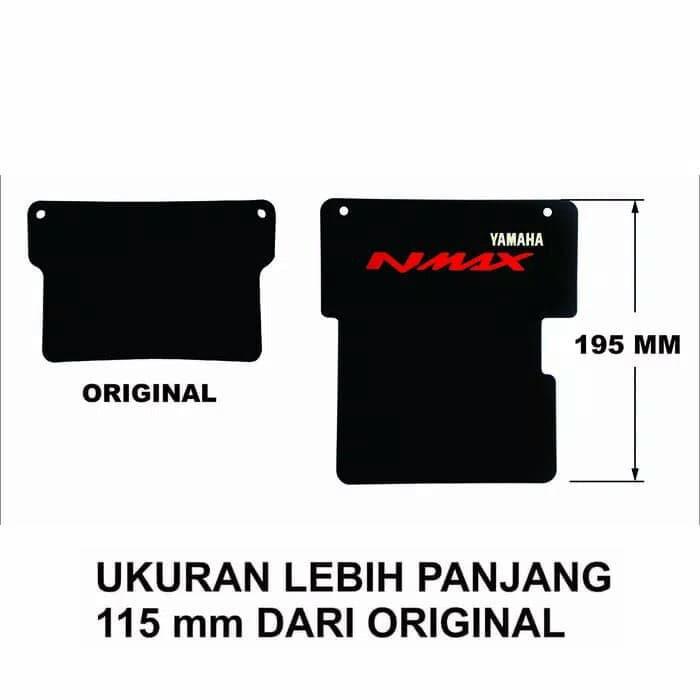 YAMAHA
NMAX
195 MM
ORIGINAL
UKURAN LEBIH PANJANG
115 mm DARI ORIGINAL